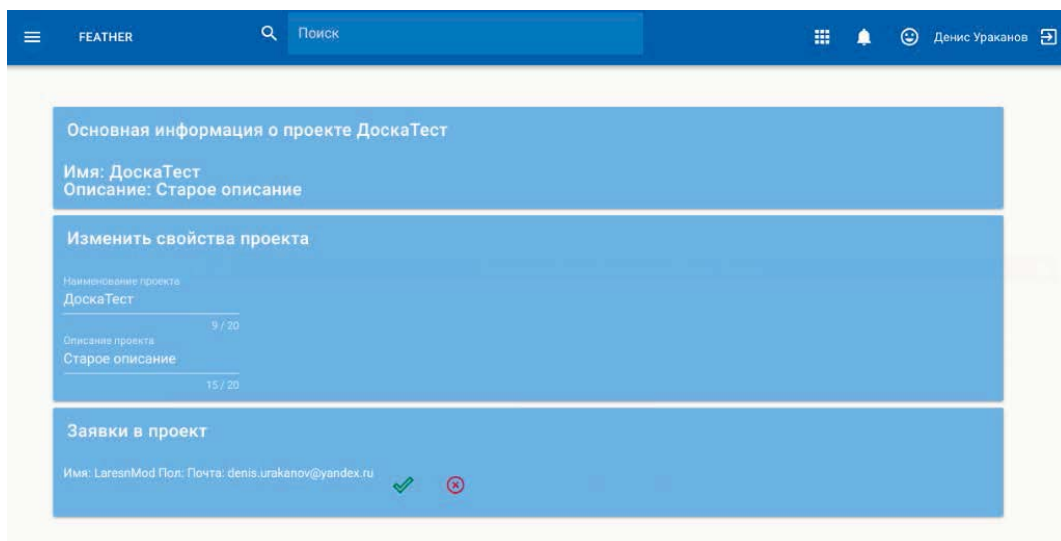 FEATHER
Поиск
Денис Ураканов
Основная информация о проекте ДоскаТест
Имя: ДоскаТест
Описание: Старое описание
Изменить свойства проекта
Наименование проекта
ДоскаТест
9 / 20
Описание проекта
Старое описание
15 / 20
Заявки в проект
Имя: LaresnMod Пол: Почта: denis.urakanov@yandex.ru